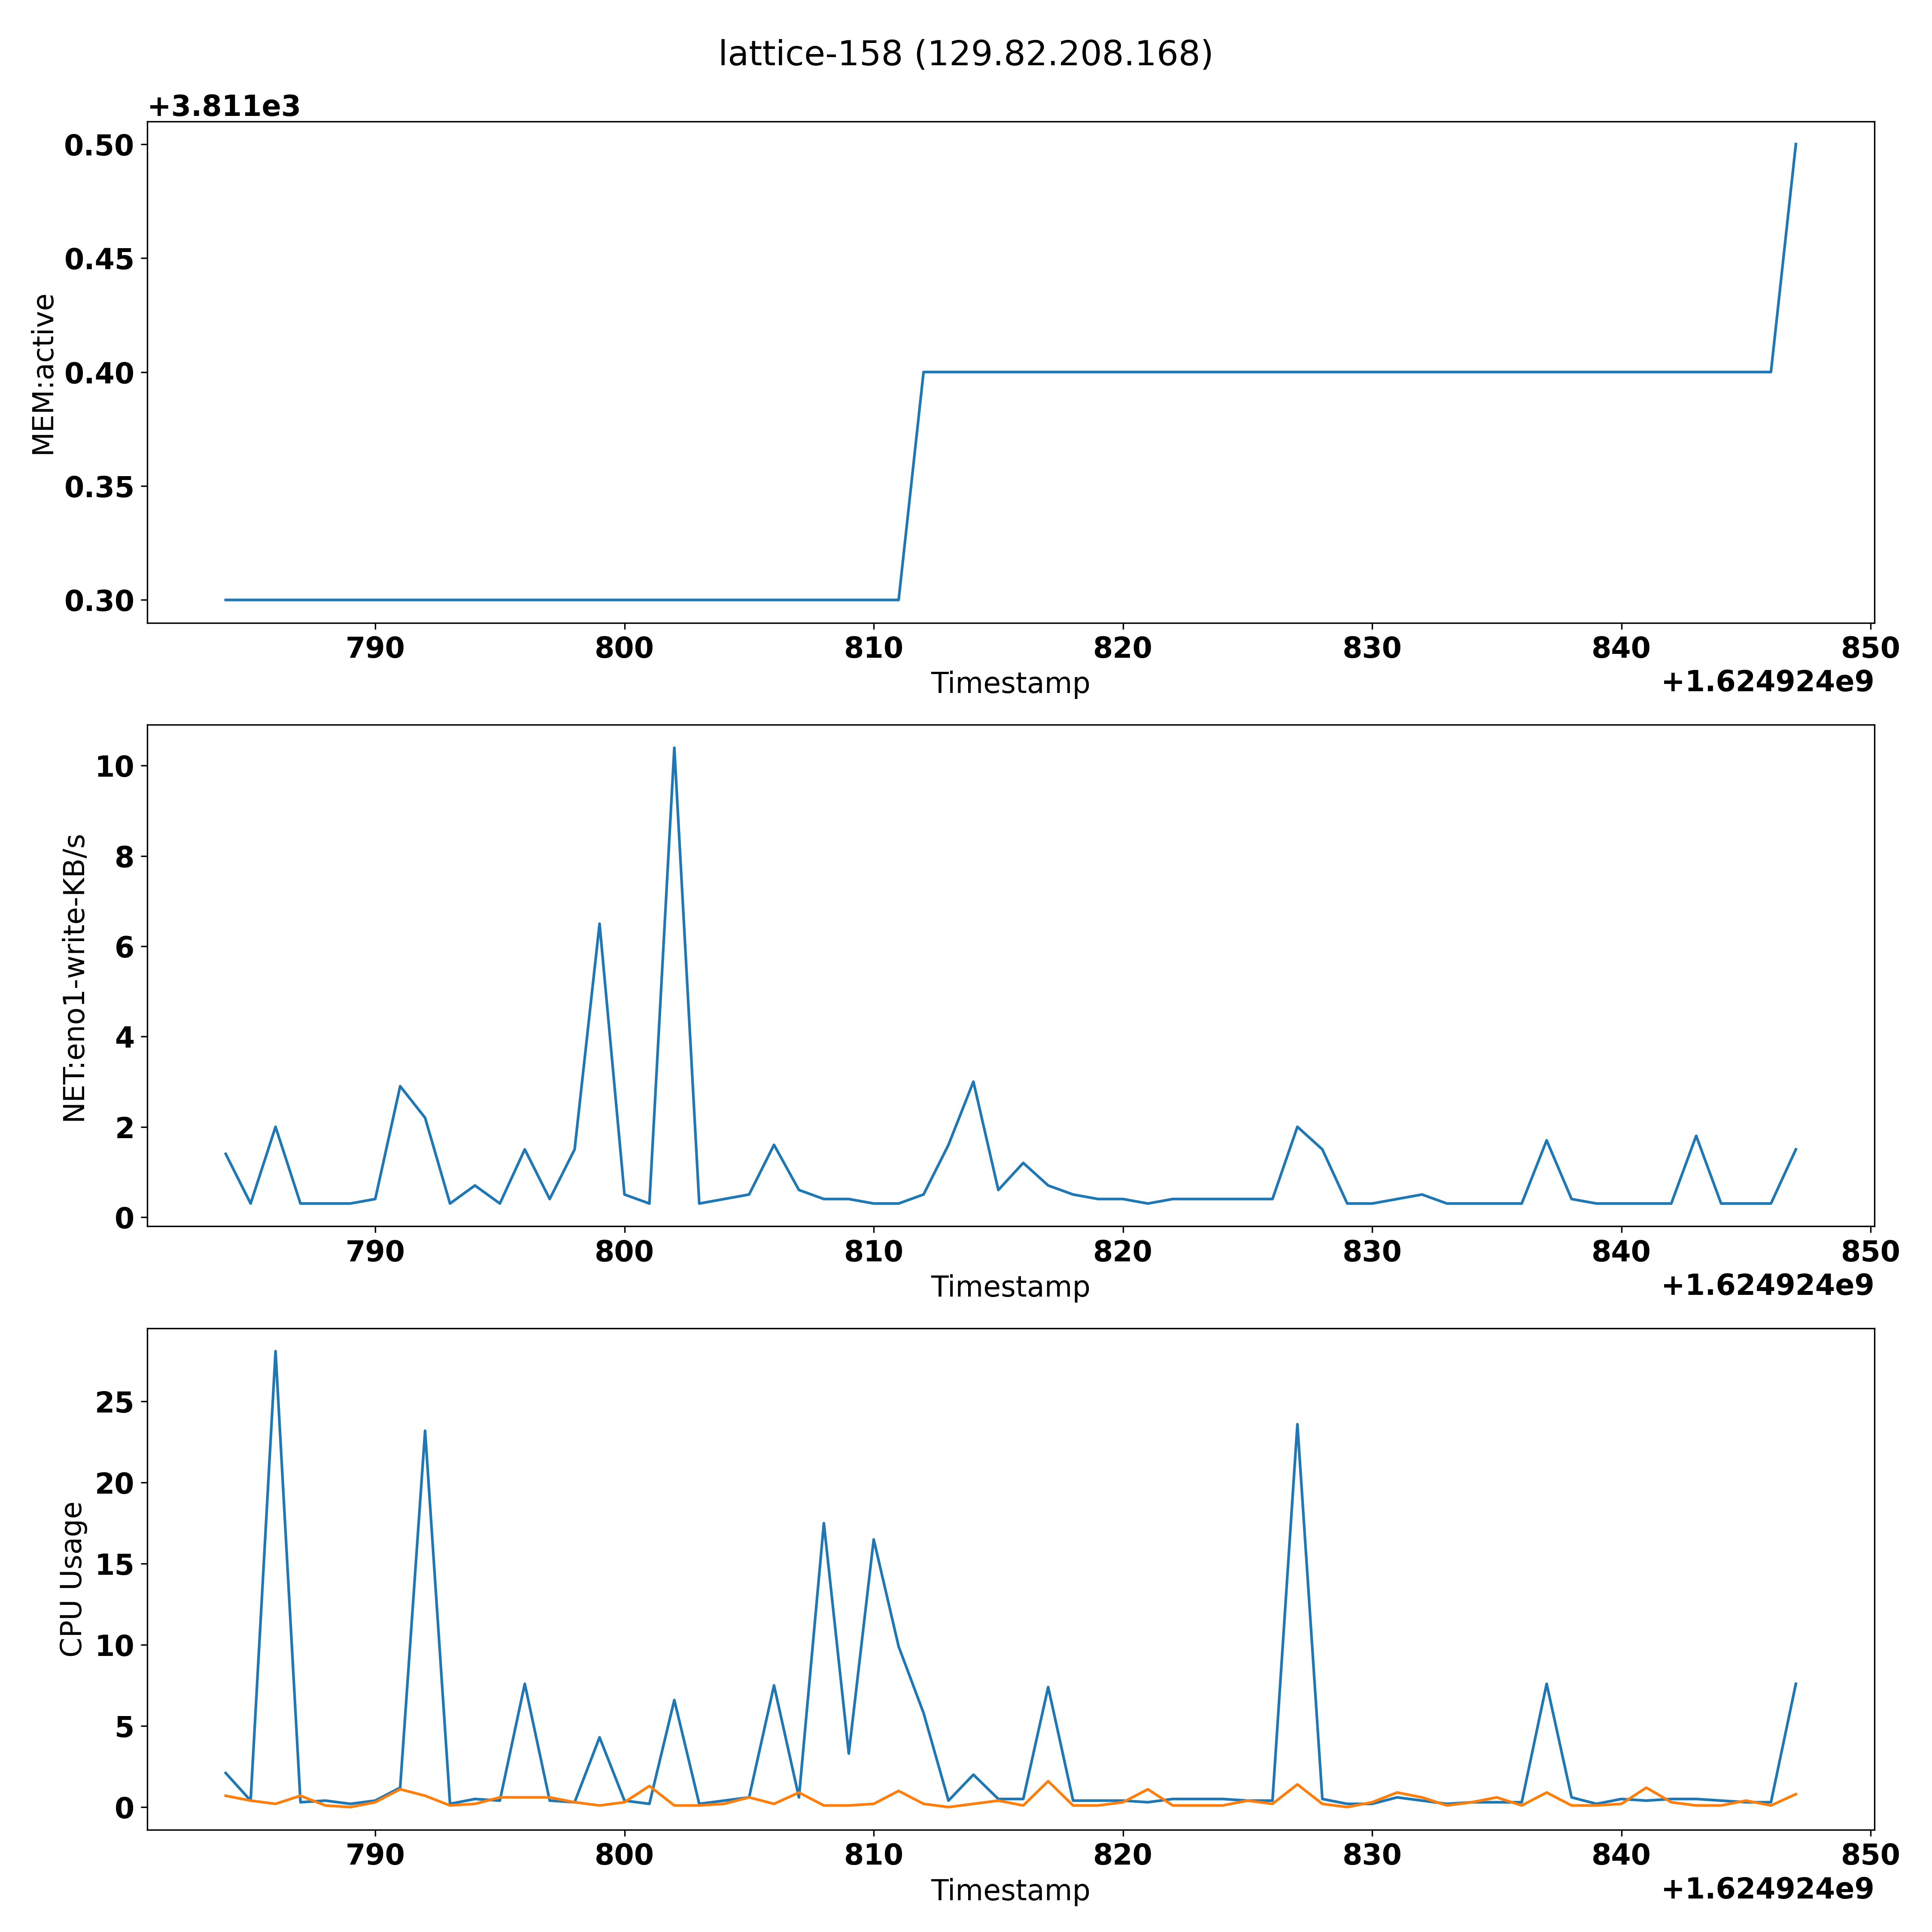 lattice-158 (129.82.208.168)
+3.811e3
0.50
0.45
0.40
0.35
0.30
MEM:active
790 800 810 820 830 840 850
Timestamp
+1.624924e9
10
8
6
4
2
0
NET:eno1-write-KB/s
790 800 810 820 830 840 850
Timestamp
+1.624924e9
25
20
15
10
5
0
CPU Usage
790 800 810 820 830 840 850
Timestamp
+1.624924e9